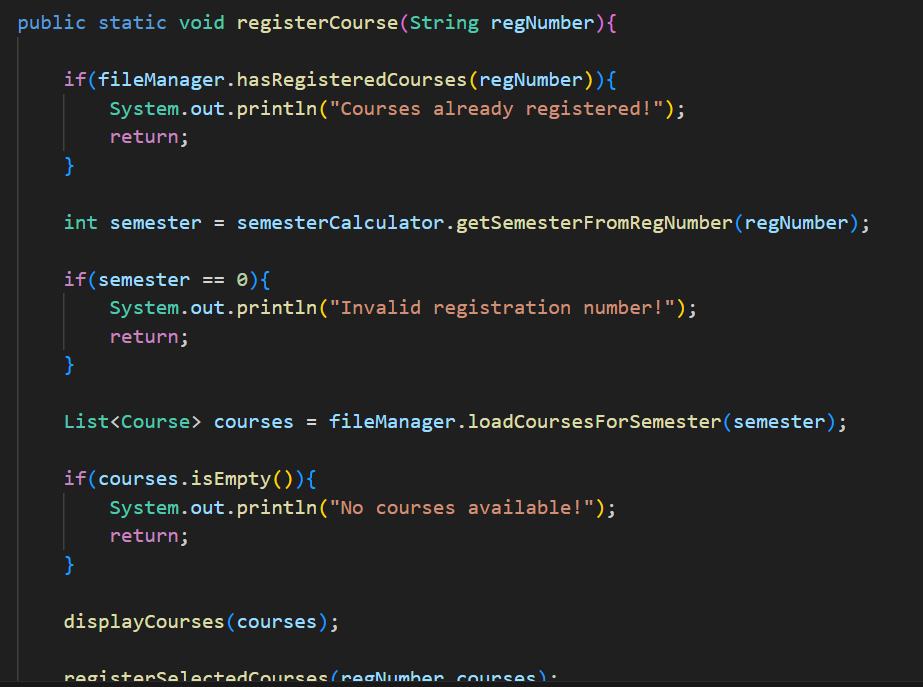 public static void registerCourse(String regNumber){
if(fileManager.hasRegisteredCourses(regNumber)){
System.out.println("Courses already registered!");
return;
}
int semester = semesterCalculator.getSemesterFromRegNumber(regNumber);
if(semester == 0){
System.out.println("Invalid registration number!");
return;
}
List<Course> courses = fileManager.loadCoursesForSemester(semester);
if(courses.isEmpty()){
System.out.println("No courses available!");
return;
}
displayCourses(courses);
registerSelectedCourses(regNumber,courses);